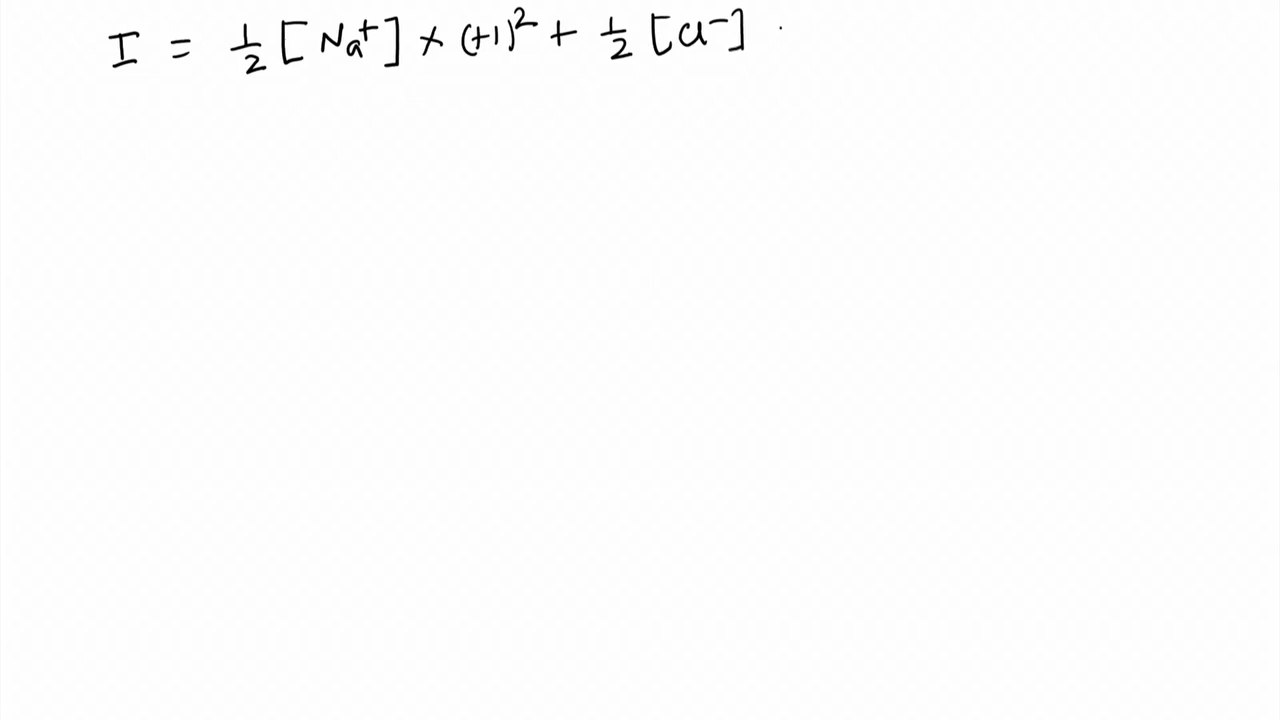 I = 1/2 [Na⁺] × (+1)² + 1/2 [Cl⁻]